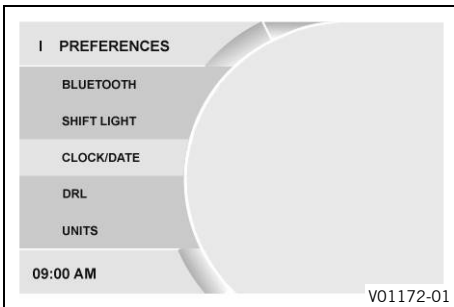 I PREFERENCES
BLUETOOTH
SHIFT LIGHT
CLOCK/DATE
DRL
UNITS
09:00 AM
V01172-01